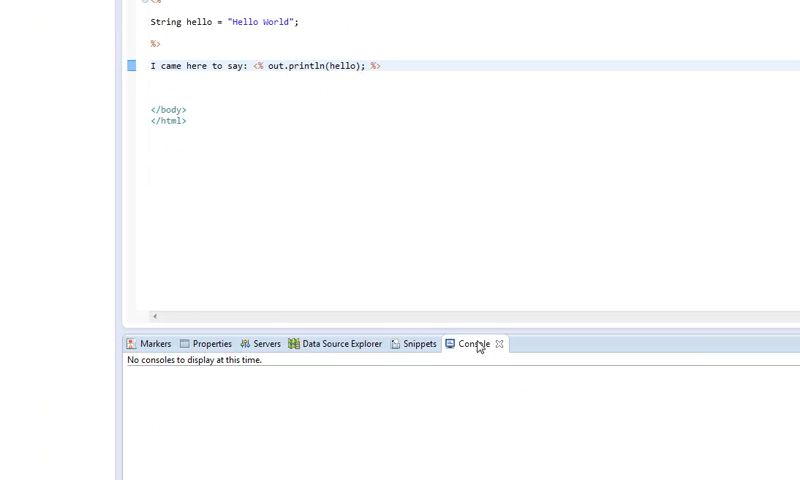 <%
String hello = "Hello World";
%>
I came here to say: <% out.println(hello); %>
</body>
</html>
Markers Properties Servers Data Source Explorer Snippets Console
No consoles to display at this time.